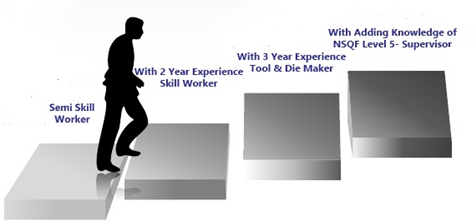 Semi Skill
Worker
With 2 Year Experience
Skill Worker
With 3 Year Experience
Tool & Die Maker
With Adding Knowledge of
NSQF Level 5- Supervisor